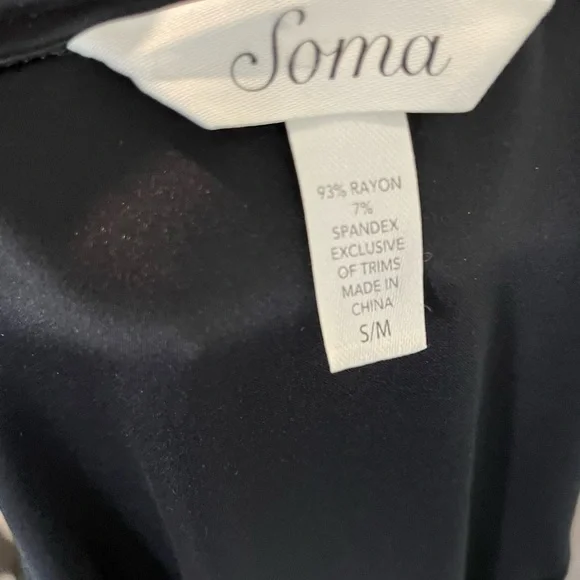 Soma
93% RAYON
7%
SPANDEX
EXCLUSIVE
OF TRIMS
MADE IN
CHINA
S/M